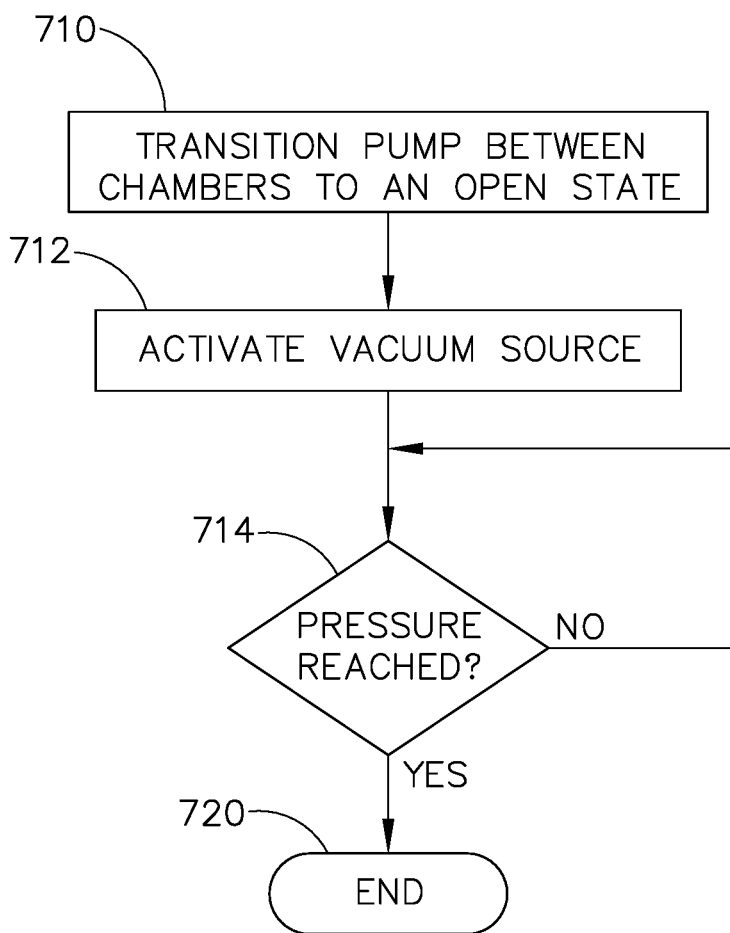 710
TRANSITION PUMP BETWEEN
CHAMBERS TO AN OPEN STATE
712
ACTIVATE VACUUM SOURCE
714
PRESSURE
REACHED?
NO
YES
720
END